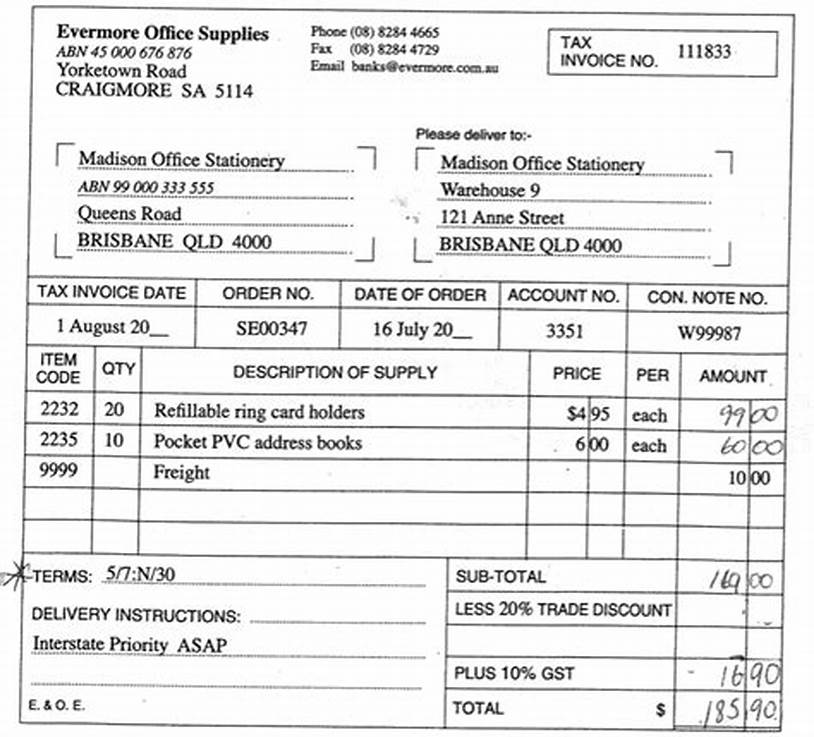 Evermore Office Supplies
ABN 45 000 676 876
Yorketown Road
CRAIGMORE SA 5114
Phone (08) 8284 4665
Fax (08) 8284 4729
Email banks@evermore.com.au
TAX INVOICE NO. 111833
Madison Office Stationery
ABN 99 000 333 555
Queens Road
BRISBANE QLD 4000
Please deliver to:-
Madison Office Stationery
Warehouse 9
121 Anne Street
BRISBANE QLD 4000
TAX INVOICE DATE ORDER NO. DATE OF ORDER ACCOUNT NO. CON. NOTE NO.
1 August 20__ SE00347 16 July 20__ 3351 W99987
ITEM CODE QTY DESCRIPTION OF SUPPLY PRICE PER AMOUNT
2232 20 Refillable ring card holders $4 95 each 99 00
2235 10 Pocket PVC address books 6 00 each 60 00
9999 Freight 10 00
TERMS: 5/7:N/30
DELIVERY INSTRUCTIONS:
Interstate Priority ASAP
E. & O. E.
SUB-TOTAL 169 00
LESS 20% TRADE DISCOUNT
PLUS 10% GST 16 90
TOTAL $ 185 90